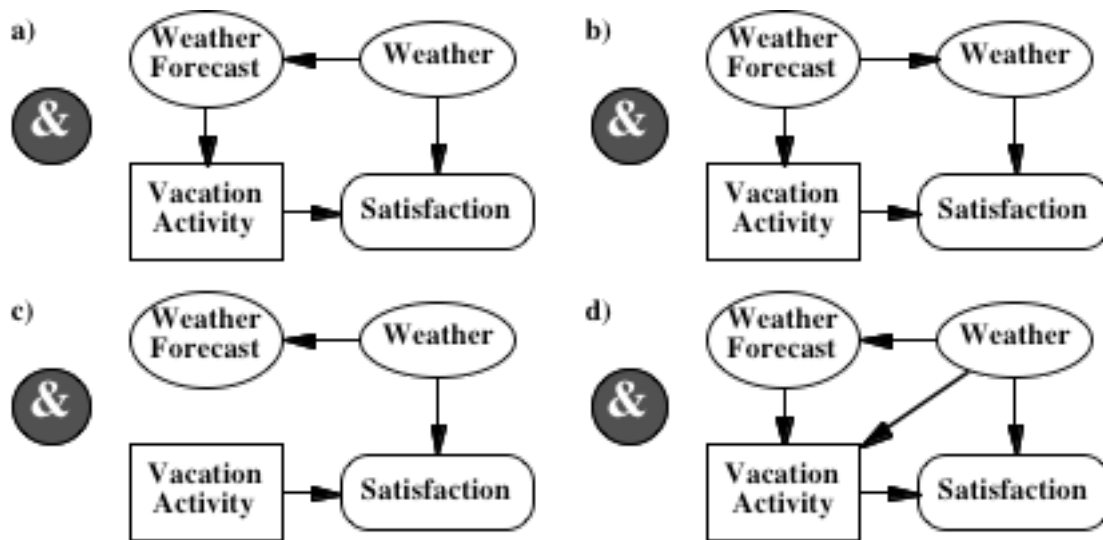 a)
Weather
Forecast
Weather
&
Vacation
Activity
Satisfaction
b)
Weather
Forecast
Weather
&
Vacation
Activity
Satisfaction
c)
Weather
Forecast
Weather
&
Vacation
Activity
Satisfaction
d)
Weather
Forecast
Weather
&
Vacation
Activity
Satisfaction